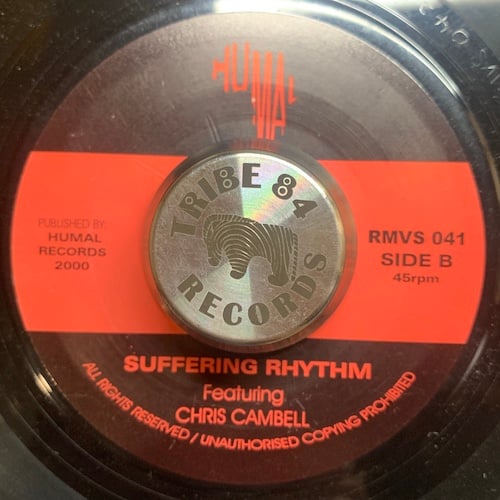 HUMAL
TRIBE 84
RECORDS
PUBLISHED BY:
HUMAL
RECORDS
2000
RMVS 041
SIDE B
45rpm
SUFFERING RHYTHM
Featuring
CHRIS CAMBELL
ALL RIGHTS RESERVED / UNAUTHORISED COPYING PROHIBITED